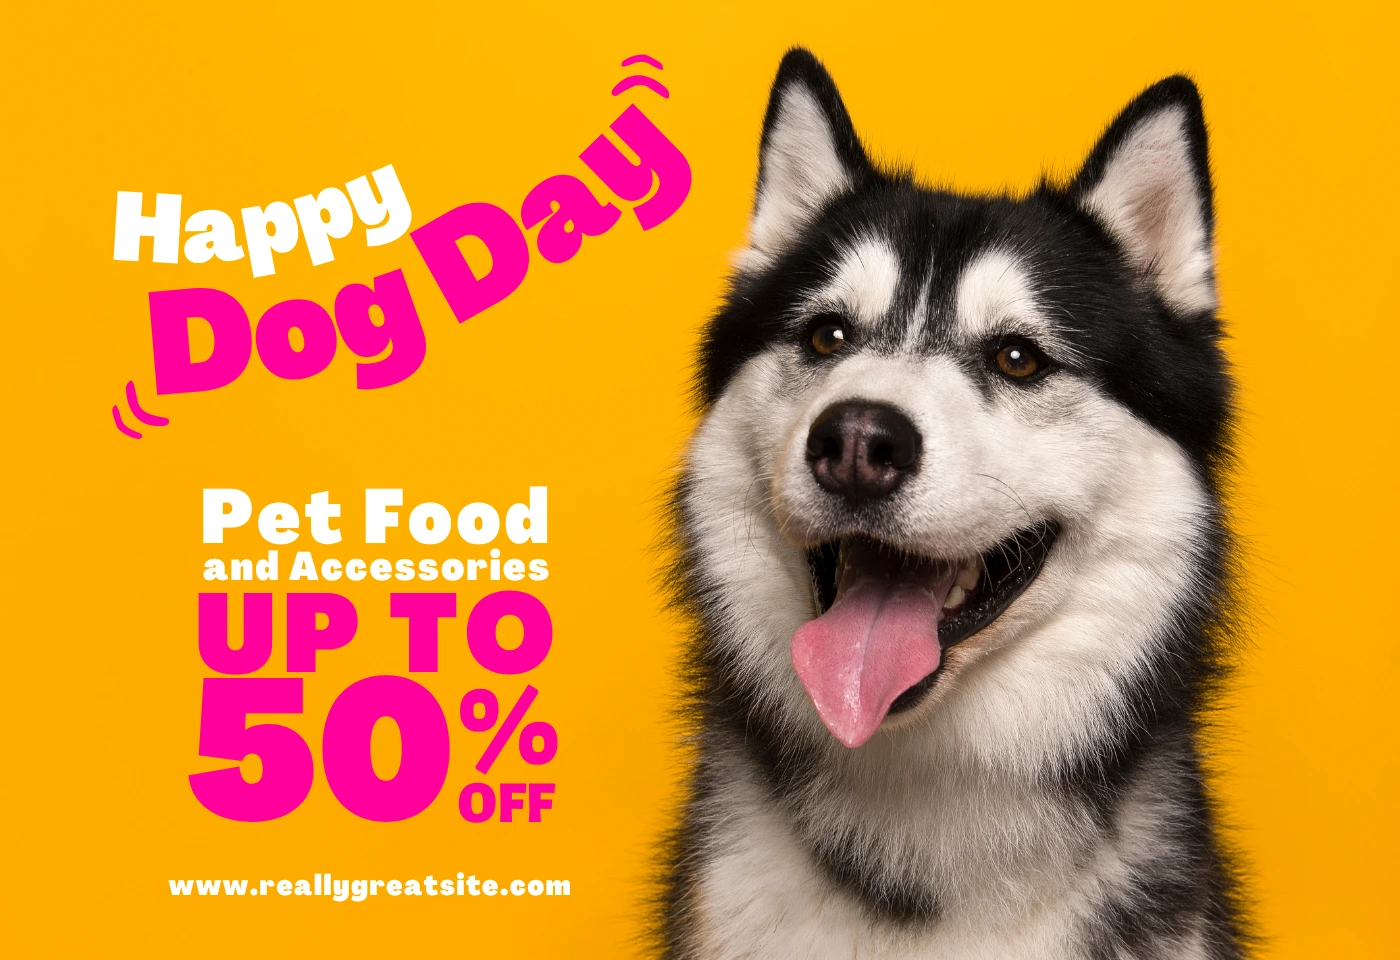 Happy
Dog Day
Pet Food
and Accessories
UP TO
50%
OFF
www.reallygreatsite.com